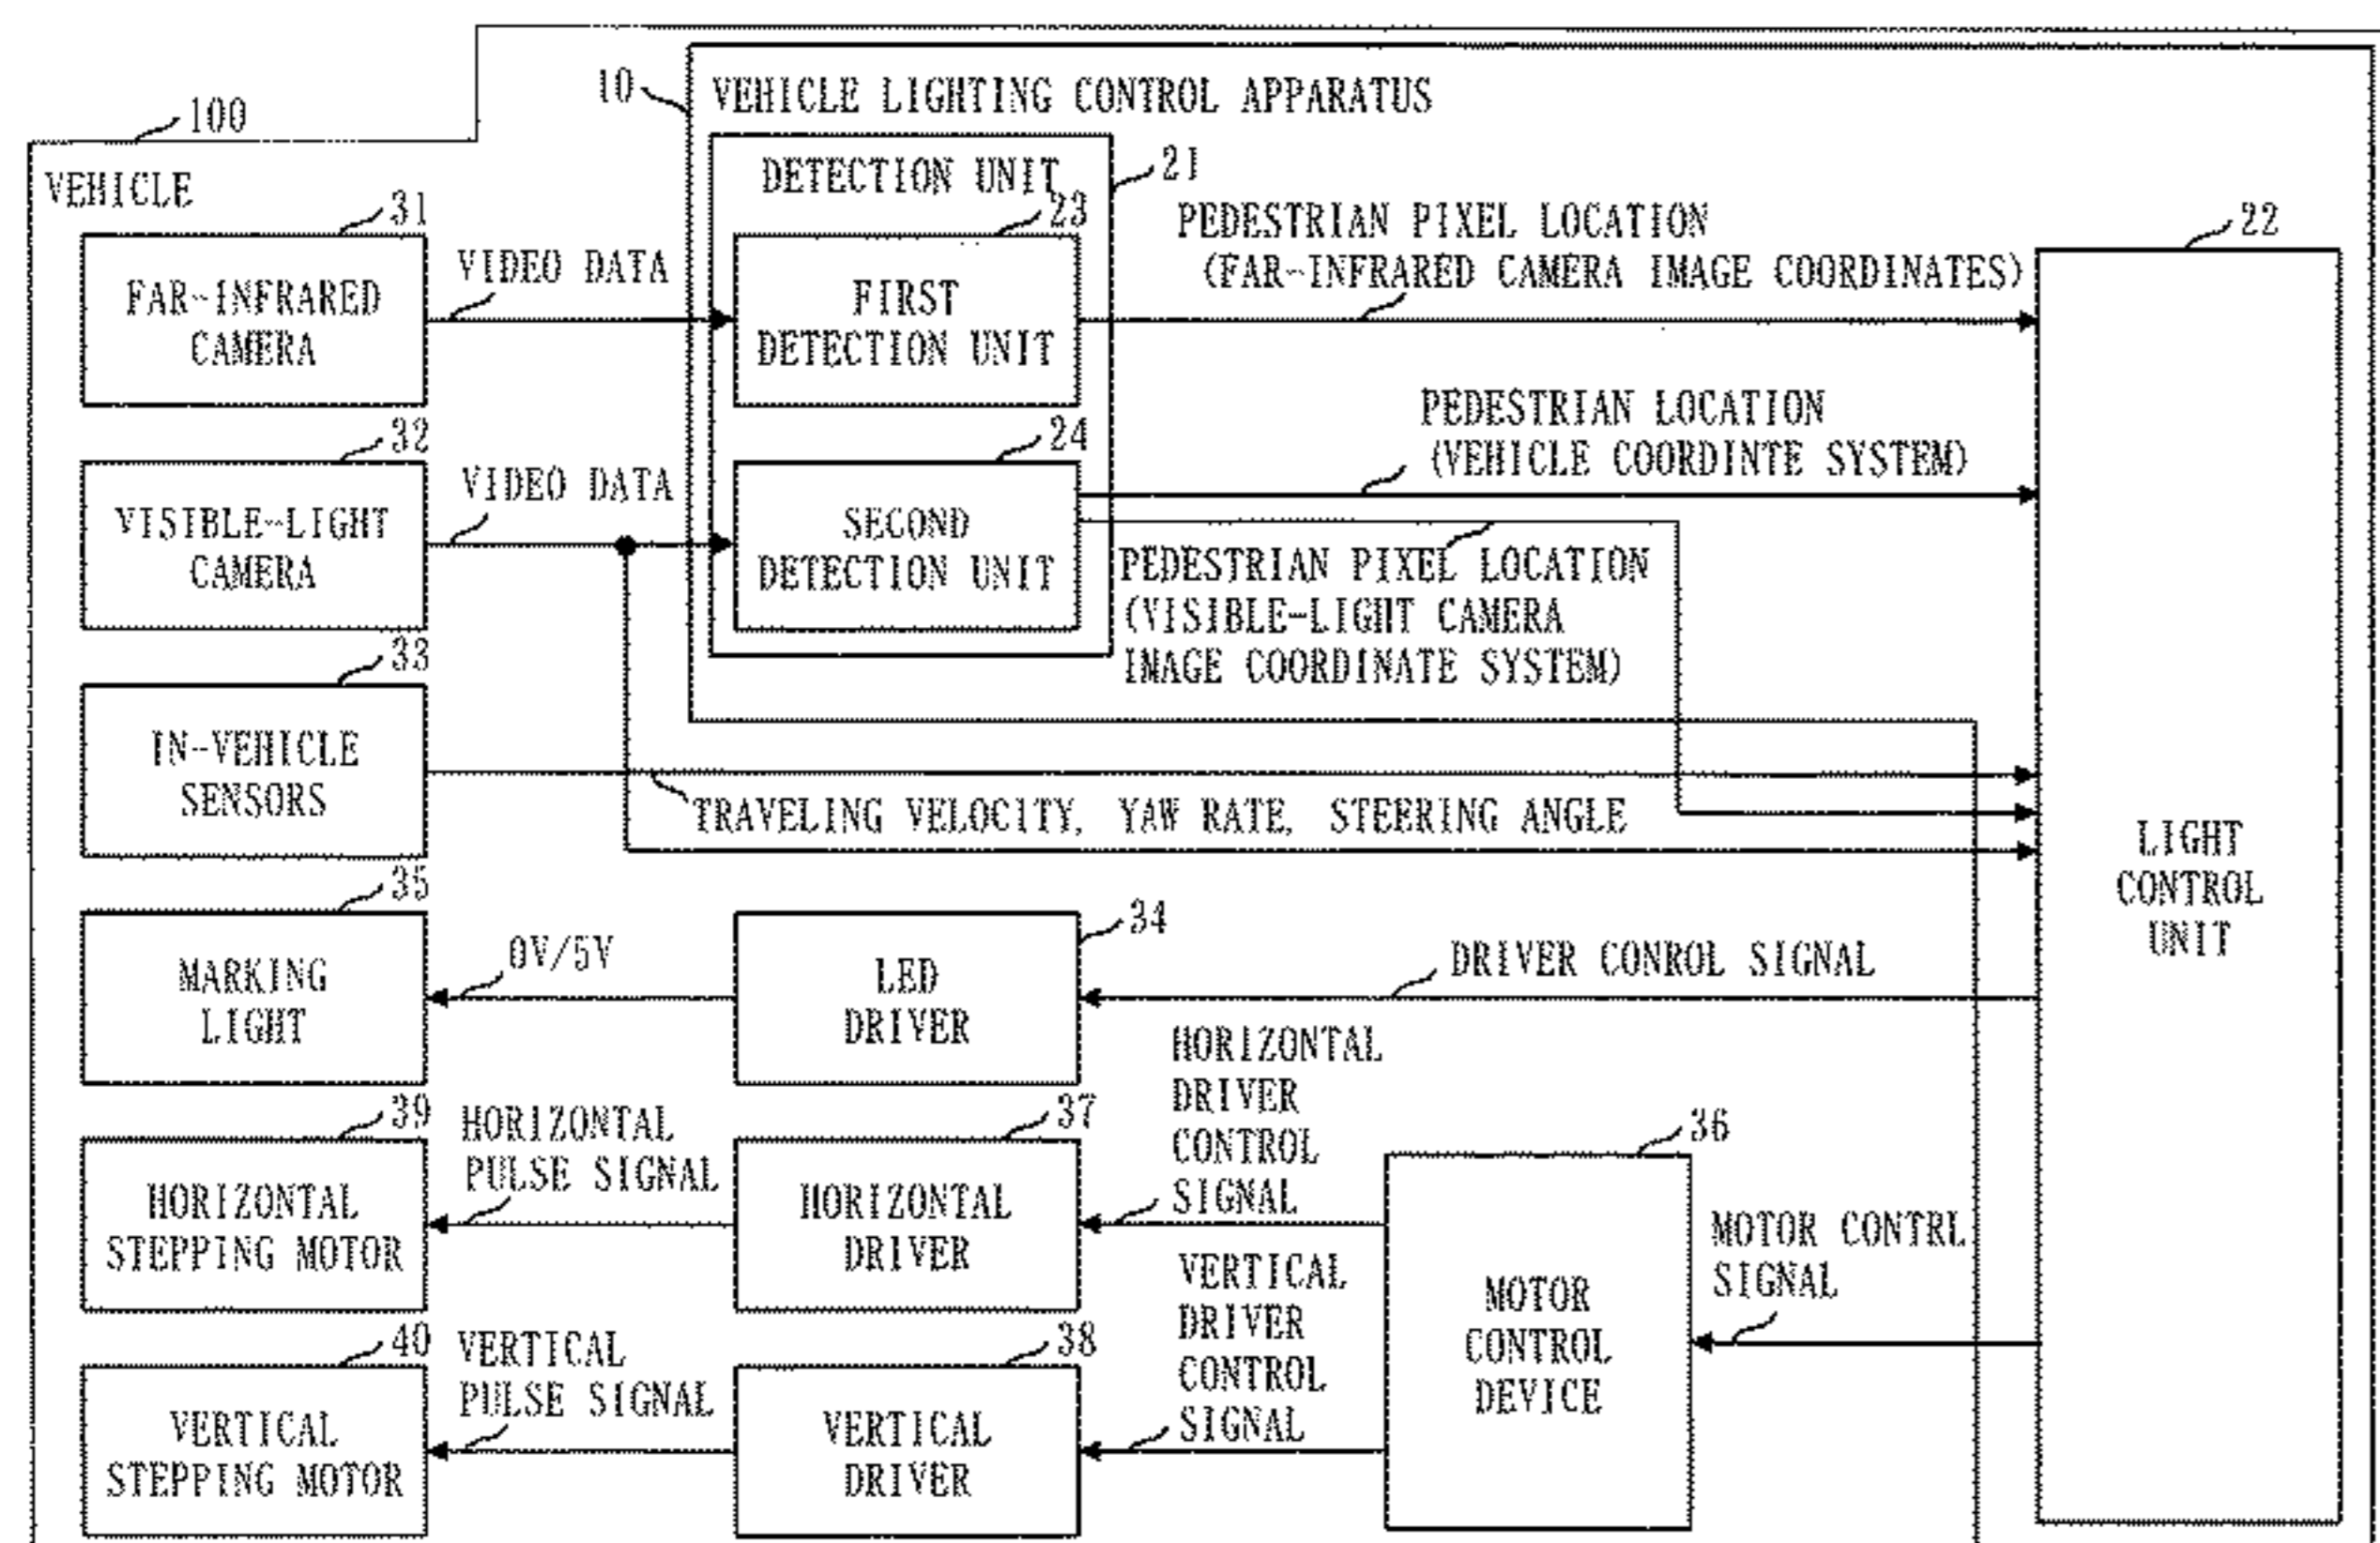 10
VEHICLE LIGHTING CONTROL APPARATUS
100
VEHICLE
DETECTION UNIT
21
31
FAR-INFRARED
CAMERA
VIDEO DATA
23
FIRST
DETECTION UNIT
PEDESTRIAN PIXEL LOCATION
(FAR-INFRARED CAMERA IMAGE COORDINATES)
22
32
VISIBLE-LIGHT
CAMERA
VIDEO DATA
24
SECOND
DETECTION UNIT
PEDESTRIAN LOCATION
(VEHICLE COORDINTE SYSTEM)
PEDESTRIAN PIXEL LOCATION
(VISIBLE-LIGHT CAMERA
IMAGE COORDINATE SYSTEM)
33
IN-VEHICLE
SENSORS
TRAVELING VELOCITY, YAW RATE, STEERING ANGLE
LIGHT
CONTROL
UNIT
35
MARKING
LIGHT
0V/5V
34
LED
DRIVER
DRIVER CONROL SIGNAL
39
HORIZONTAL
STEPPING MOTOR
HORIZONTAL
PULSE SIGNAL
37
HORIZONTAL
DRIVER
HORIZONTAL
DRIVER
CONTROL
SIGNAL
36
MOTOR
CONTROL
DEVICE
MOTOR CONTRL
SIGNAL
40
VERTICAL
STEPPING MOTOR
VERTICAL
PULSE SIGNAL
38
VERTICAL
DRIVER
VERTICAL
DRIVER
CONTROL
SIGNAL